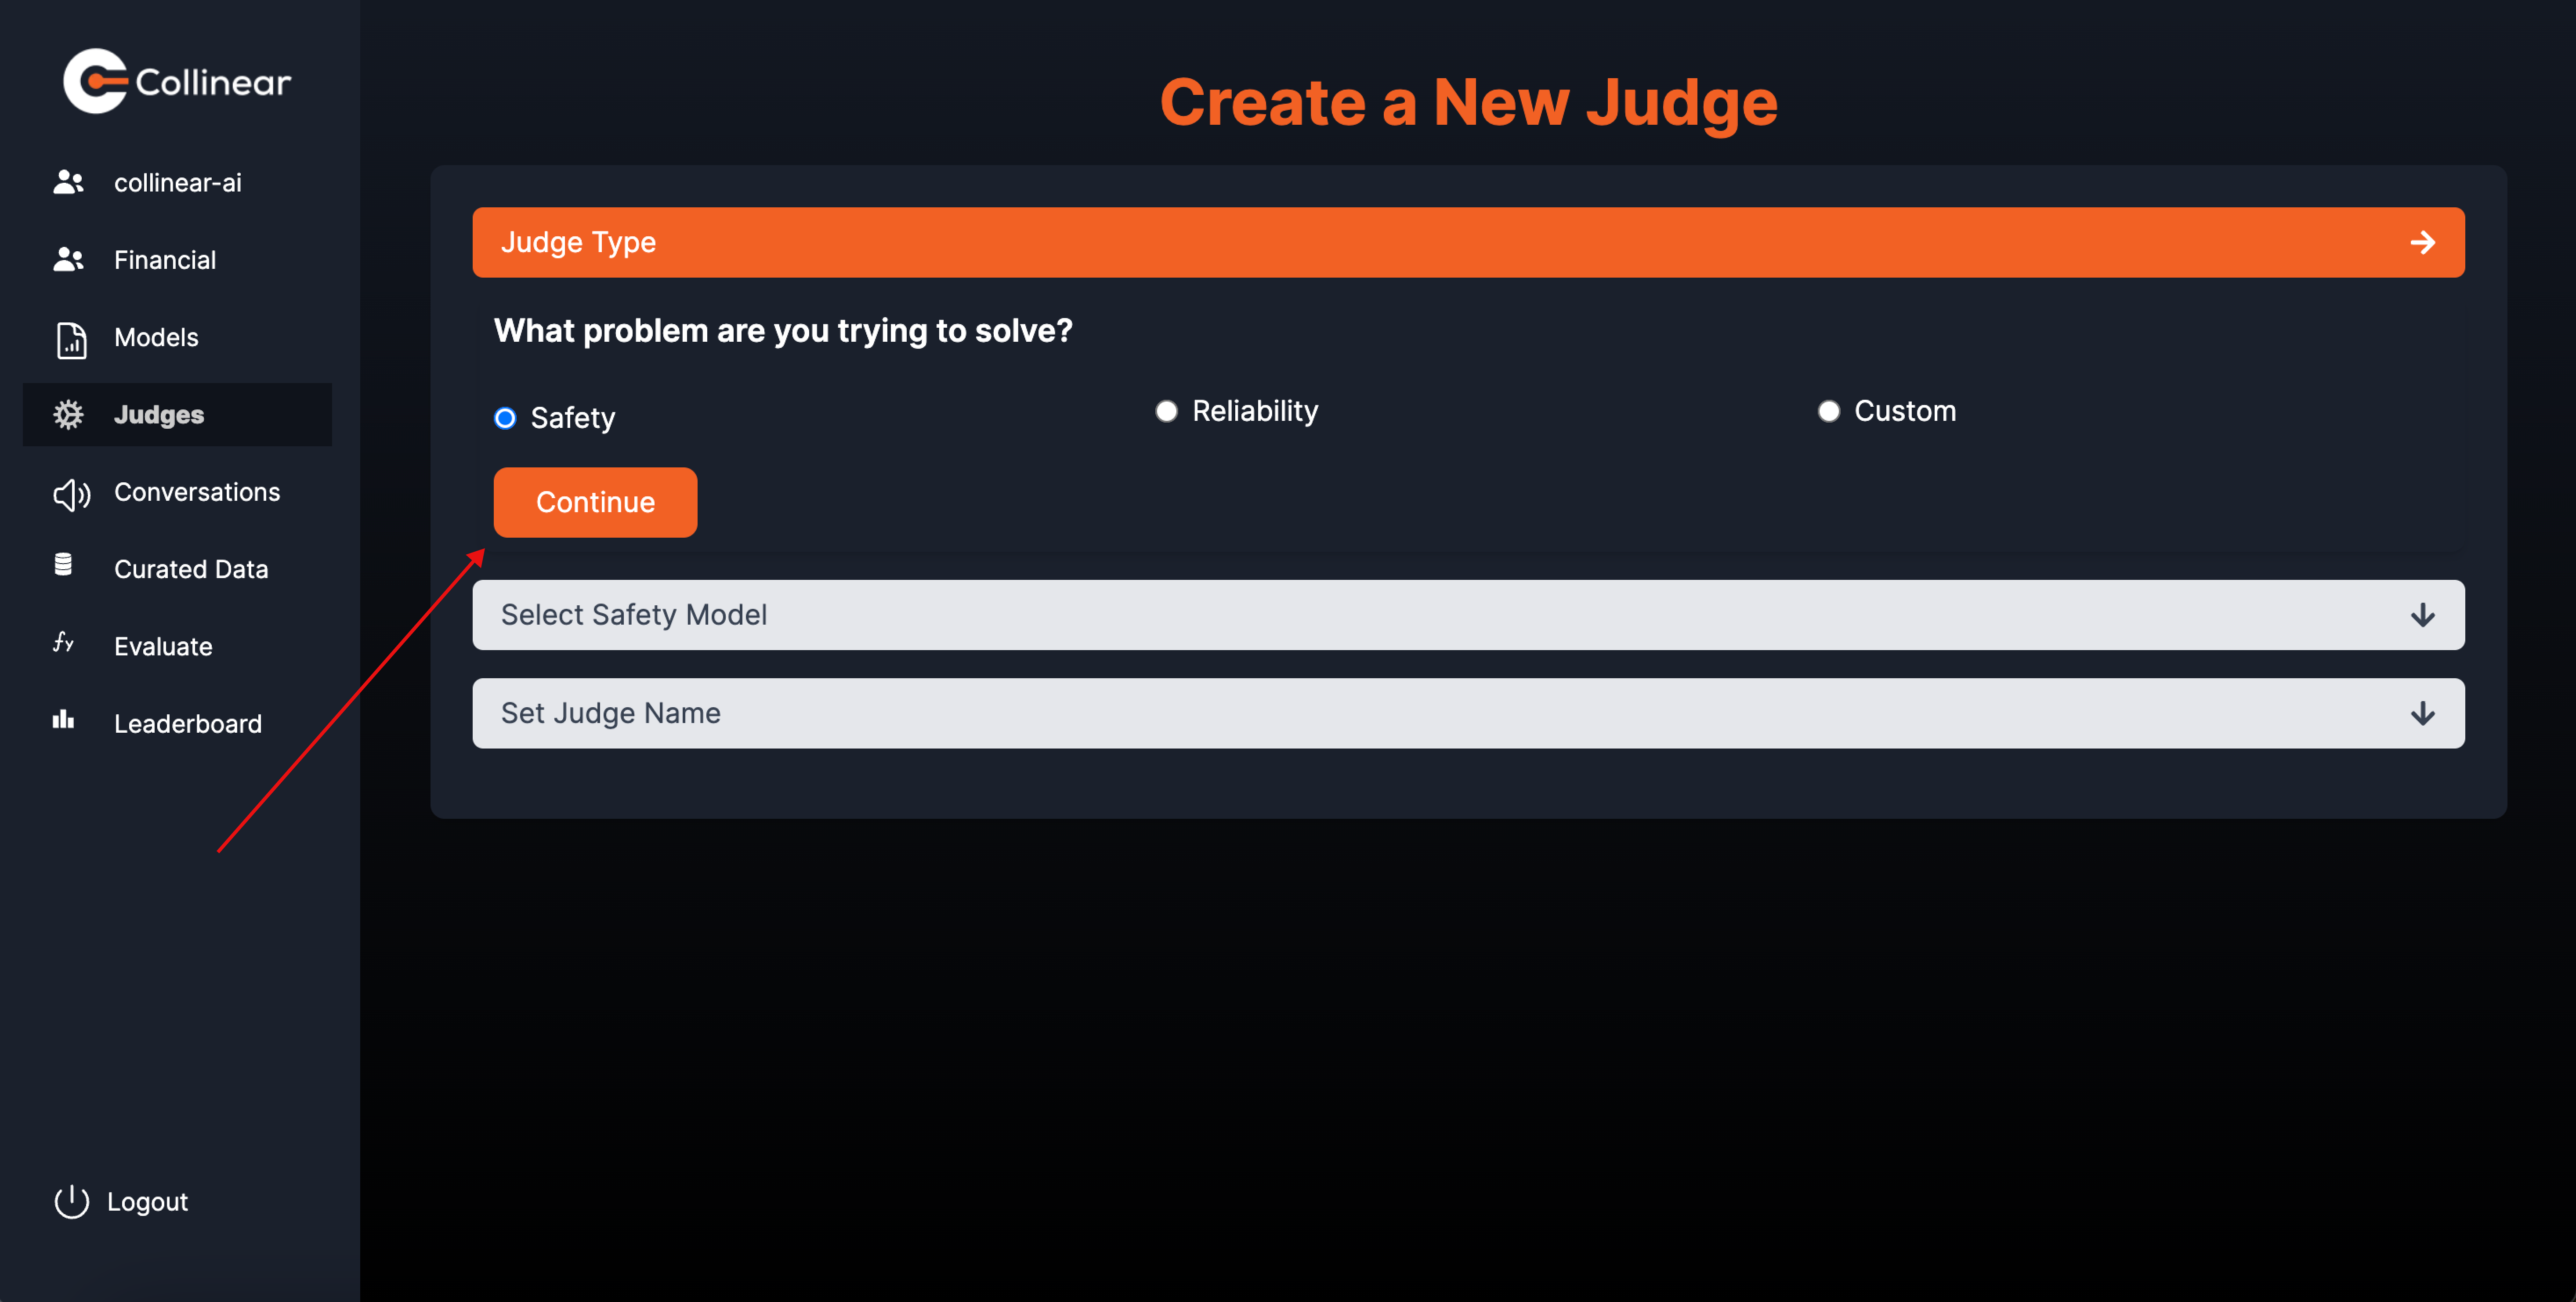 Collinear
collinear-ai
Financial
Models
Judges
Conversations
Curated Data
Evaluate
Leaderboard
Logout
Create a New Judge
Judge Type
What problem are you trying to solve?
Safety
Reliability
Custom
Continue
Select Safety Model
Set Judge Name